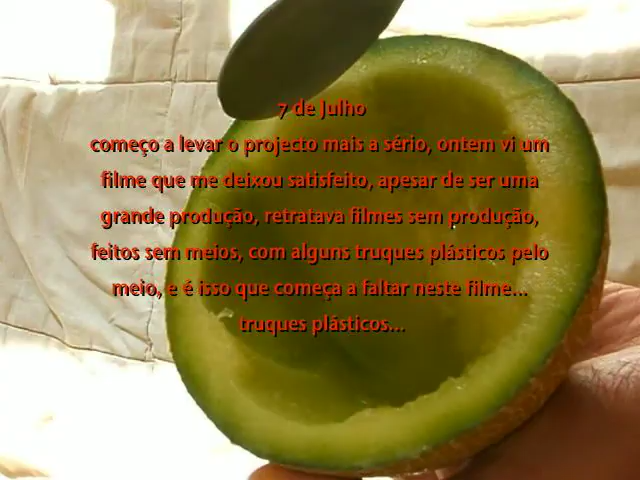 7 de Julho
começo a levar o projecto mais a sério, ontem vi um
filme que me deixou satisfeito, apesar de ser uma
grande produção, retratava filmes sem produção,
feitos sem meios, com alguns truques plásticos pelo
meio, e é isso que começa a faltar neste filme...
truques plásticos...